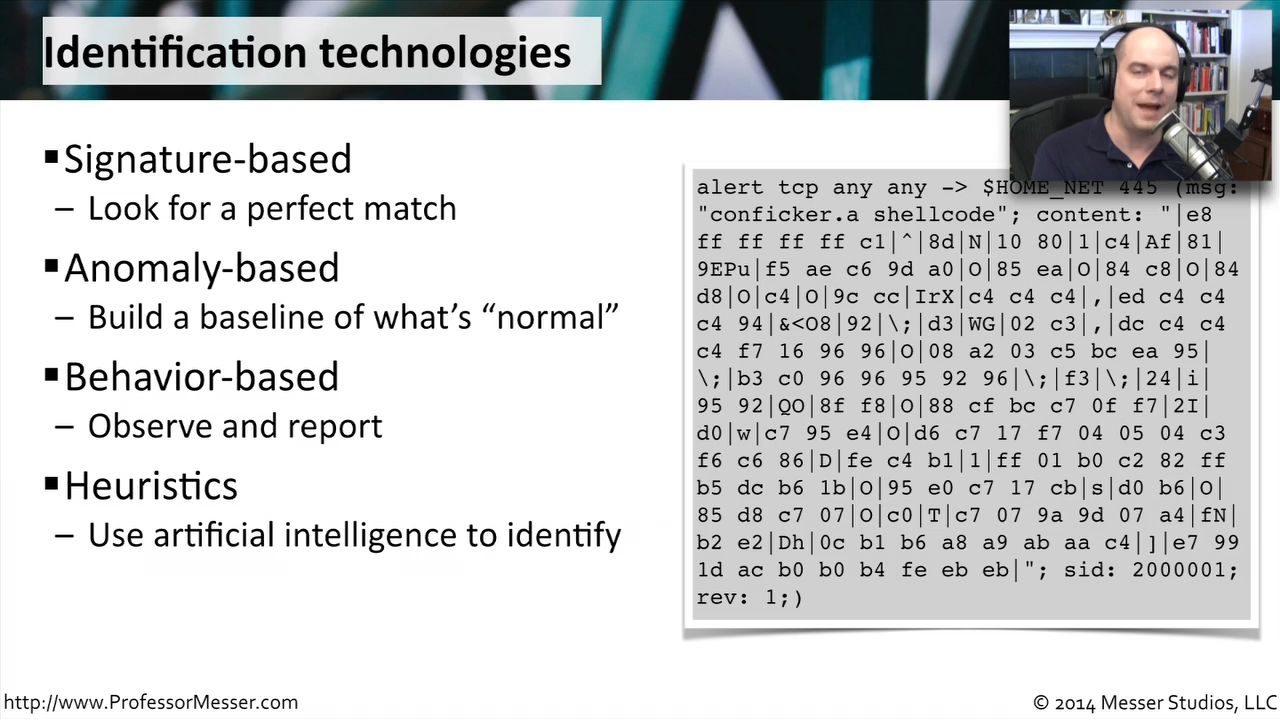 Identification technologies
▪Signature-based
– Look for a perfect match
▪Anomaly-based
– Build a baseline of what's “normal”
▪Behavior-based
– Observe and report
▪Heuristics
– Use artificial intelligence to identify
alert tcp any any -> $HOME_NET 445 (msg:
"conficker.a shellcode"; content: "|e8
ff ff ff ff c1|^|8d|N|10 80|1|c4|Af|81|
9EPu|f5 ae c6 9d a0|O|85 ea|O|84 c8|O|84
d8|O|c4|O|9c cc|IrX|c4 c4 c4|,|ed c4 c4
c4 94|&<O8|92|\;|d3|WG|02 c3|,|dc c4 c4
c4 f7 16 96 96|O|08 a2 03 c5 bc ea 95|
\;|b3 c0 96 96 95 92 96|\;|f3|\;|24|i|
95 92|QO|8f f8|O|88 cf bc c7 0f f7|2I|
d0|w|c7 95 e4|O|d6 c7 17 f7 04 05 04 c3
f6 c6 86|D|fe c4 b1|1|ff 01 b0 c2 82 ff
b5 dc b6 1b|O|95 e0 c7 17 cb|s|d0 b6|O|
85 d8 c7 07|O|c0|T|c7 07 9a 9d 07 a4|fN|
b2 e2|Dh|0c b1 b6 a8 a9 ab aa c4|]|e7 99
1d ac b0 b0 b4 fe eb eb|"; sid: 2000001;
rev: 1;)
http://www.ProfessorMesser.com
© 2014 Messer Studios, LLC